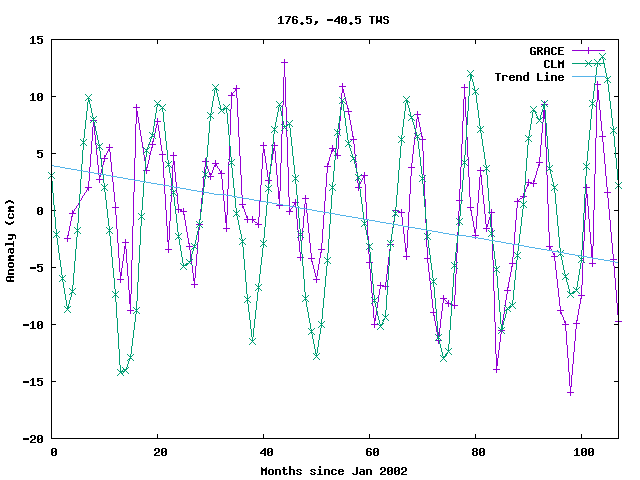 176.5, -40.5 TWS
GRACE
CLM
Trend Line
15
10
5
0
-5
-10
-15
-20
Anomaly (cm)
0 20 40 60 80 100
Months since Jan 2002